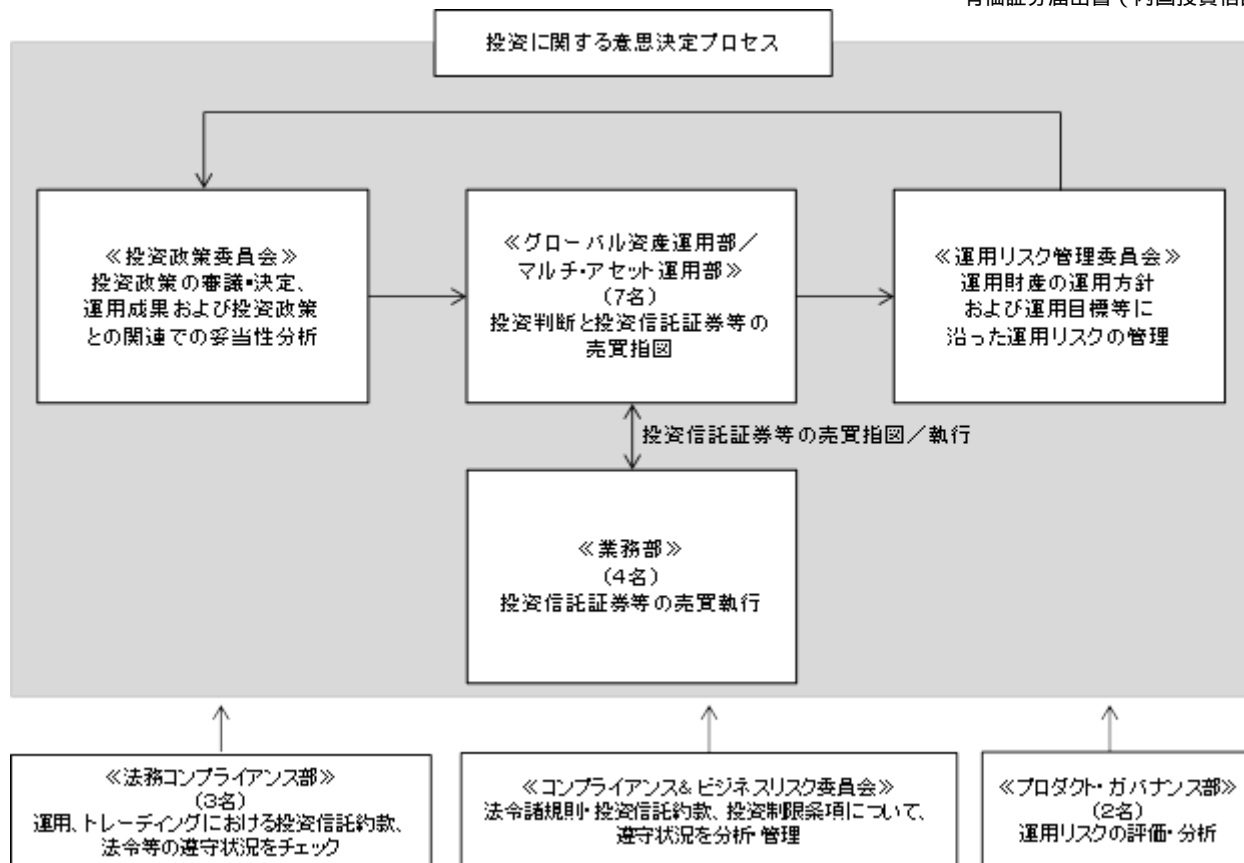 投資に関する意思決定プロセス
≪投資政策委員会≫
投資政策の審議・決定、
運用成果および投資政策
との関連での妥当性分析
≪グローバル資産運用部／
マルチ・アセット運用部≫
(7名)
投資判断と投資信託証券等の
売買指図
≪運用リスク管理委員会≫
運用財産の運用方針
および運用目標等に
沿った運用リスクの管理
投資信託証券等の売買指図／執行
≪業務部≫
(4名)
投資信託証券等の売買執行
≪法務コンプライアンス部≫
(3名)
運用、トレーディングにおける投資信託約款、
法令等の遵守状況をチェック
≪コンプライアンス&ビジネスリスク委員会≫
法令諸規則・投資信託約款、投資制限条項について、
遵守状況を分析・管理
≪プロダクト・ガバナンス部≫
(2名)
運用リスクの評価・分析